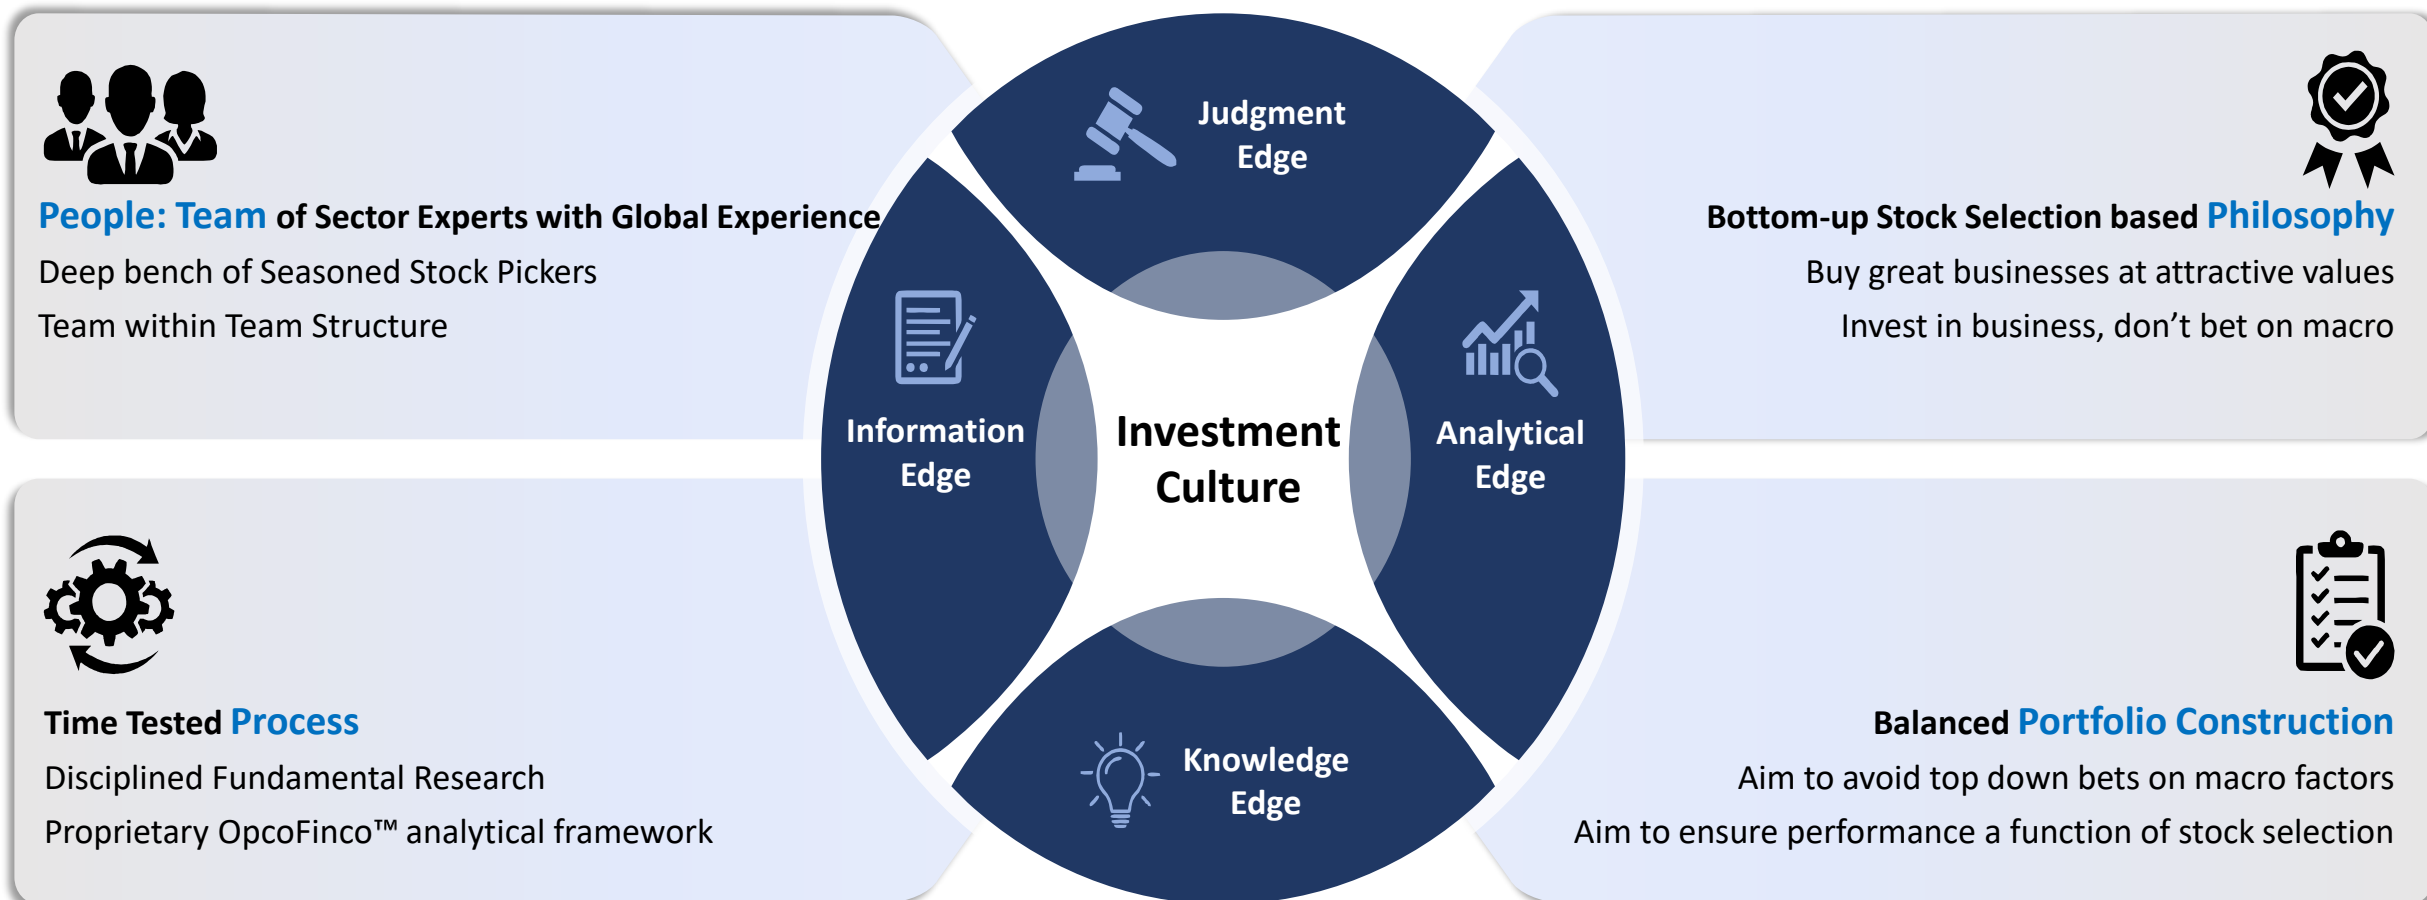 People: Team of Sector Experts with Global Experience
Deep bench of Seasoned Stock Pickers
Team within Team Structure
Judgment
Edge
Bottom-up Stock Selection based Philosophy
Buy great businesses at attractive values
Invest in business, don’t bet on macro
Information
Edge
Investment
Culture
Analytical
Edge
Time Tested Process
Disciplined Fundamental Research
Proprietary OpcoFinco™ analytical framework
Knowledge
Edge
Balanced Portfolio Construction
Aim to avoid top down bets on macro factors
Aim to ensure performance a function of stock selection